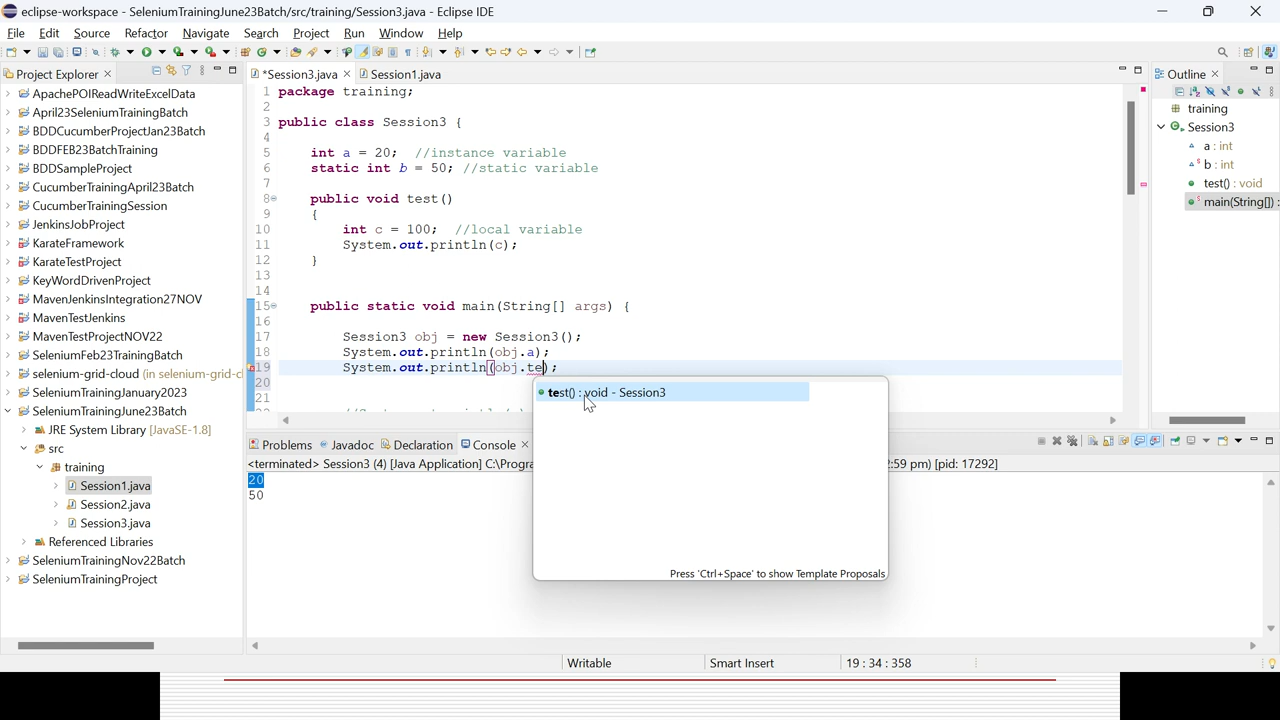 eclipse-workspace - SeleniumTrainingJune23Batch/src/training/Session3.java - Eclipse IDE
File Edit Source Refactor Navigate Search Project Run Window Help
Project Explorer
ApachePOIReadWriteExcelData
April23SeleniumTrainingBatch
BDDCucumberProjectJan23Batch
BDDFEB23BatchTraining
BDDSampleProject
CucumberTrainingApril23Batch
CucumberTrainingSession
JenkinsJobProject
KarateFramework
KarateTestProject
KeyWordDrivenProject
MavenJenkinsIntegration27NOV
MavenTestJenkins
MavenTestProjectNOV22
SeleniumFeb23TrainingBatch
selenium-grid-cloud (in selenium-grid-c
SeleniumTrainingJanuary2023
SeleniumTrainingJune23Batch
JRE System Library [JavaSE-1.8]
src
training
Session1.java
Session2.java
Session3.java
Referenced Libraries
SeleniumTrainingNov22Batch
SeleniumTrainingProject
*Session3.java Session1.java
1 package training;
2
3 public class Session3 {
4
5 int a = 20; //instance variable
6 static int b = 50; //static variable
7
8 public void test()
9 {
10 int c = 100; //local variable
11 System.out.println(c);
12 }
13
14
15 public static void main(String[] args) {
16
17 Session3 obj = new Session3();
18 System.out.println(obj.a);
19 System.out.println(obj.te);
20
21
test() : void - Session3
Press 'Ctrl+Space' to show Template Proposals
Outline
training
Session3
a : int
b : int
test() : void
main(String[]) :
Problems Javadoc Declaration Console
<terminated> Session3 (4) [Java Application] C:\Progra :59 pm) [pid: 17292]
20
50
Writable Smart Insert 19 : 34 : 358